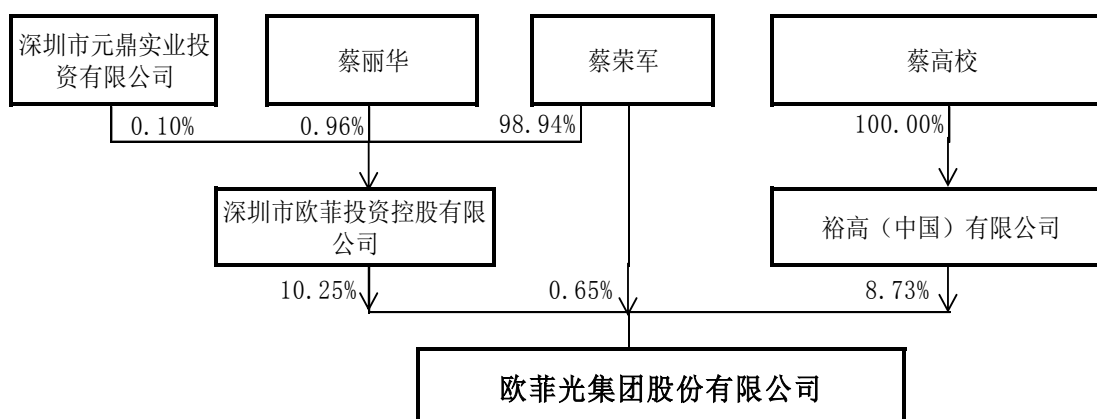 深圳市元鼎实业投
资有限公司
蔡丽华
蔡荣军
蔡高校
0.10%
0.96%
98.94%
100.00%
深圳市欧菲投资控股有限
公司
裕高（中国）有限公司
10.25%
0.65%
8.73%
欧菲光集团股份有限公司